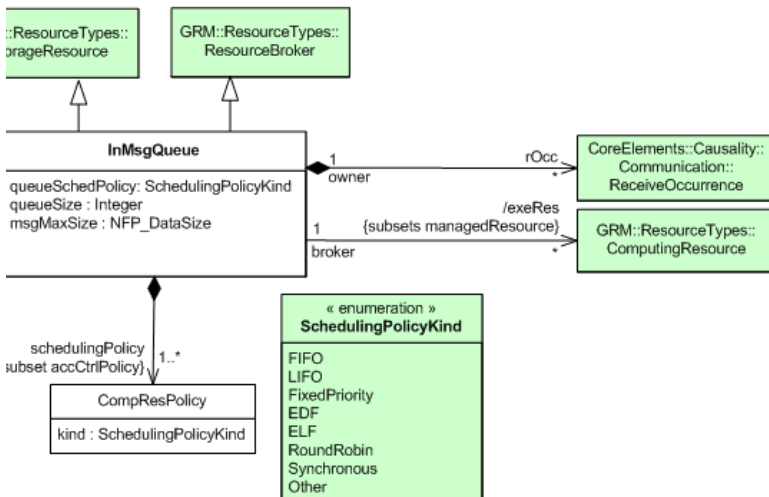 ::ResourceTypes::
orageResource
GRM::ResourceTypes::
ResourceBroker
InMsgQueue
queueSchedPolicy: SchedulingPolicyKind
queueSize : Integer
msgMaxSize : NFP_DataSize
1
owner
rOcc
*
CoreElements::Causality::
Communication::
ReceiveOccurrence
/exeRes
1
{subsets managedResource}
broker
*
GRM::ResourceTypes::
ComputingResource
schedulingPolicy
1..*
subset accCtrlPolicy}
CompResPolicy
kind : SchedulingPolicyKind
« enumeration »
SchedulingPolicyKind
FIFO
LIFO
FixedPriority
EDF
ELF
RoundRobin
Synchronous
Other